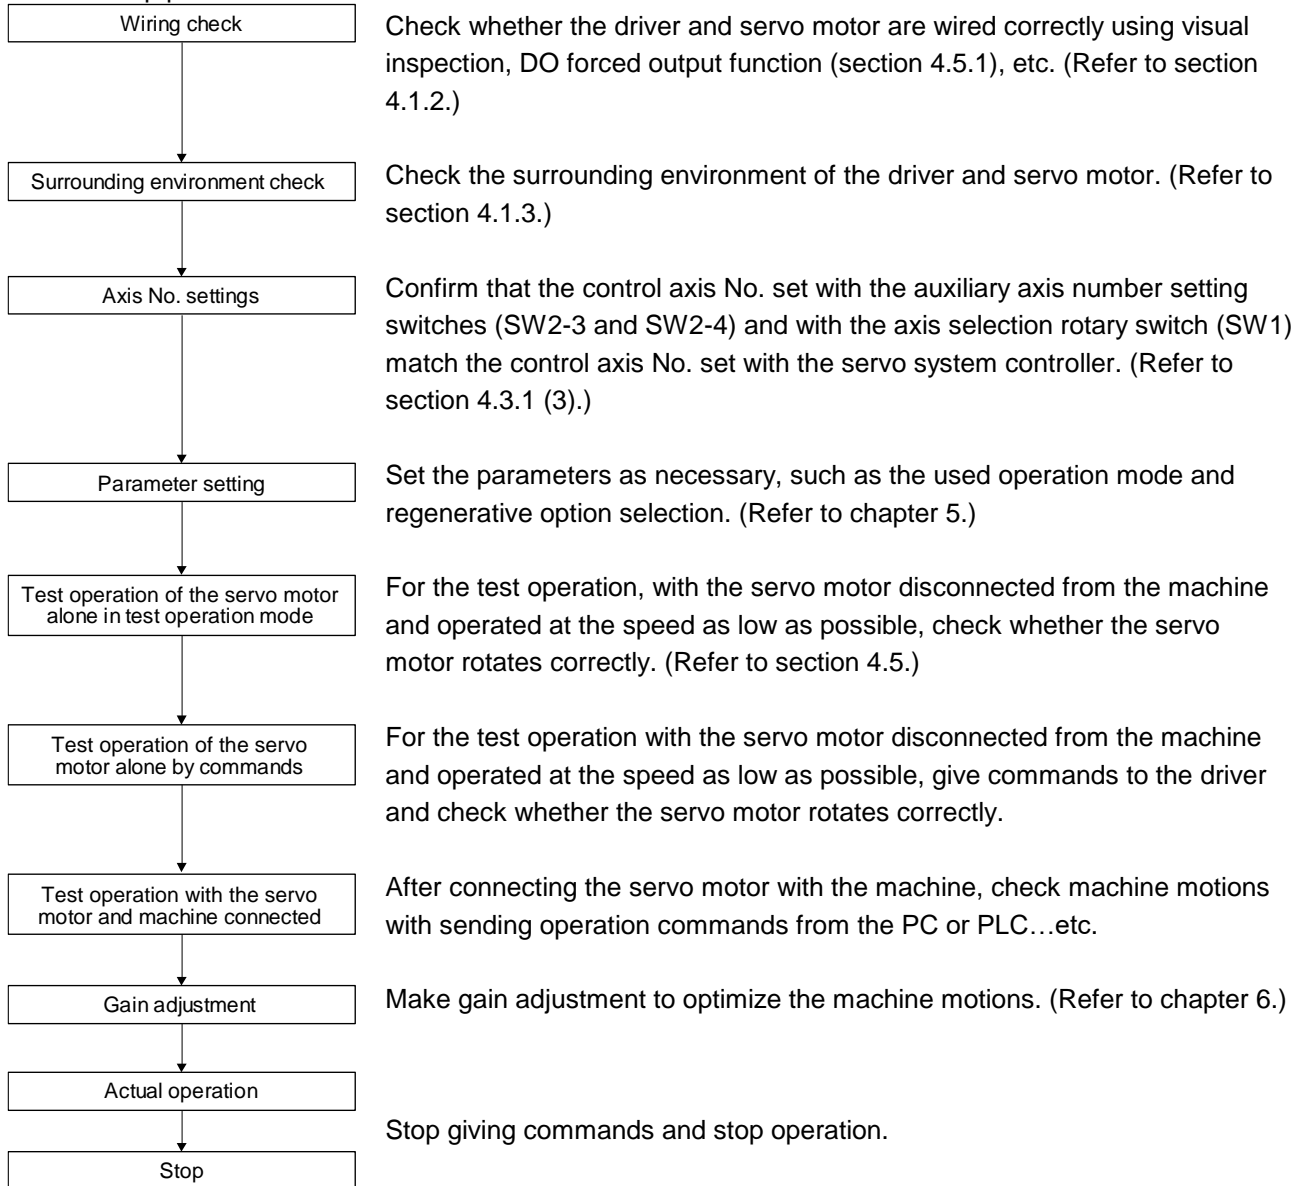 Wiring check
Check whether the driver and servo motor are wired correctly using visual
inspection, DO forced output function (section 4.5.1), etc. (Refer to section
4.1.2.)
Surrounding environment check
Check the surrounding environment of the driver and servo motor. (Refer to
section 4.1.3.)
Axis No. settings
Confirm that the control axis No. set with the auxiliary axis number setting
switches (SW2-3 and SW2-4) and with the axis selection rotary switch (SW1)
match the control axis No. set with the servo system controller. (Refer to
section 4.3.1 (3).)
Parameter setting
Set the parameters as necessary, such as the used operation mode and
regenerative option selection. (Refer to chapter 5.)
Test operation of the servo motor
alone in test operation mode
For the test operation, with the servo motor disconnected from the machine
and operated at the speed as low as possible, check whether the servo
motor rotates correctly. (Refer to section 4.5.)
Test operation of the servo
motor alone by commands
For the test operation with the servo motor disconnected from the machine
and operated at the speed as low as possible, give commands to the driver
and check whether the servo motor rotates correctly.
Test operation with the servo
motor and machine connected
After connecting the servo motor with the machine, check machine motions
with sending operation commands from the PC or PLC…etc.
Gain adjustment
Make gain adjustment to optimize the machine motions. (Refer to chapter 6.)
Actual operation
Stop giving commands and stop operation.
Stop